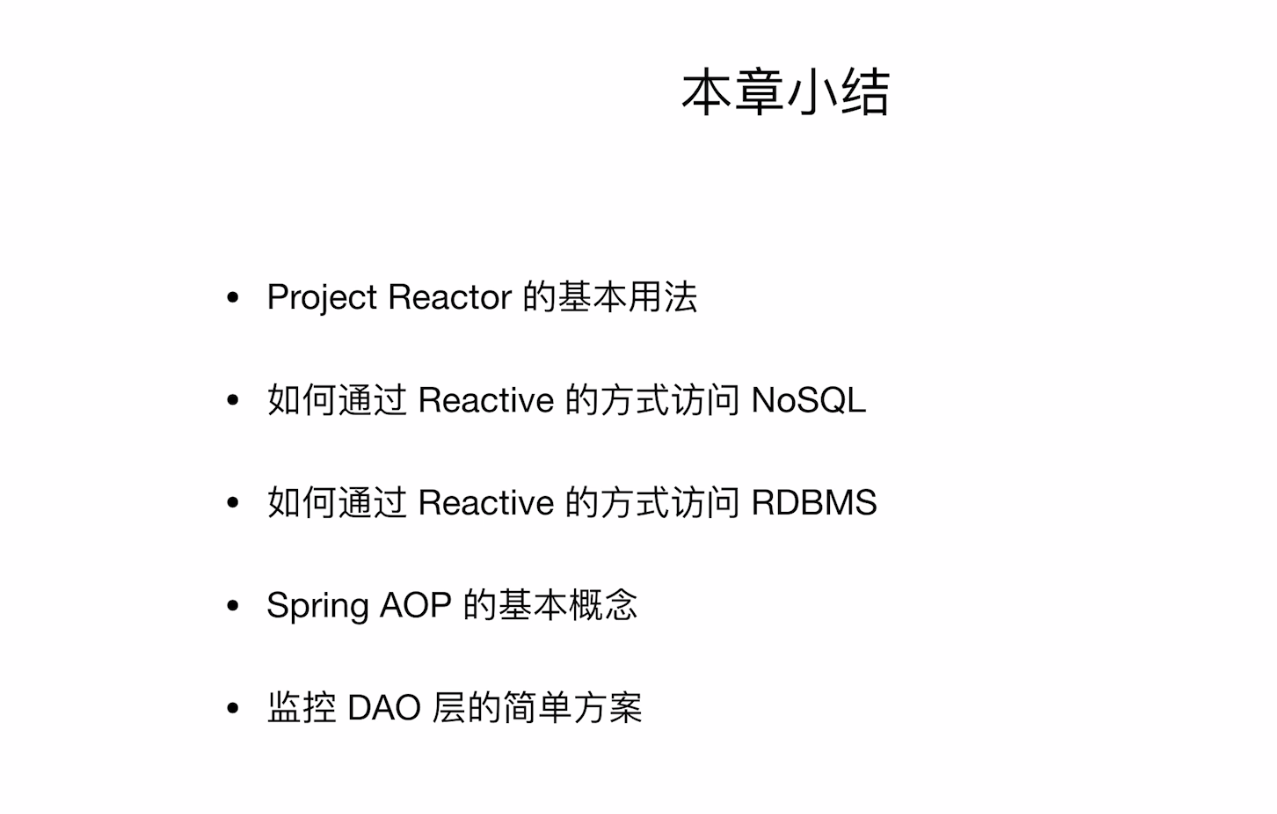 本章小结
• Project Reactor 的基本用法
• 如何通过 Reactive 的方式访问 NoSQL
• 如何通过 Reactive 的方式访问 RDBMS
• Spring AOP 的基本概念
• 监控 DAO 层的简单方案